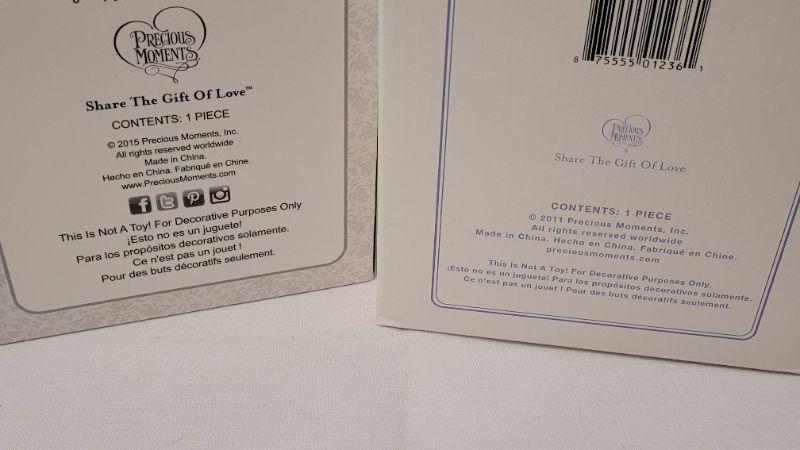 PRECIOUS
MOMENTS
Share The Gift Of Love℠
CONTENTS: 1 PIECE
© 2015 Precious Moments, Inc.
All rights reserved worldwide
Made in China.
Hecho en China. Fabriqué en Chine.
www.PreciousMoments.com
This Is Not A Toy! For Decorative Purposes Only
¡Esto no es un juguete!
Para los propósitos decorativos solamente.
Ce n'est pas un jouet !
Pour des buts décoratifs seulement.
8 75555 01236 1
PRECIOUS
MOMENTS
Share The Gift Of Love
CONTENTS: 1 PIECE
© 2011 Precious Moments, Inc.
All rights reserved worldwide
Made in China. Hecho en China. Fabriqué en Chine.
preciousmoments.com
This Is Not A Toy! For Decorative Purposes Only.
¡Esto no es un juguete! Para los propósitos decorativos solamente.
Ce n'est pas un jouet ! Pour des buts décoratifs seulement.